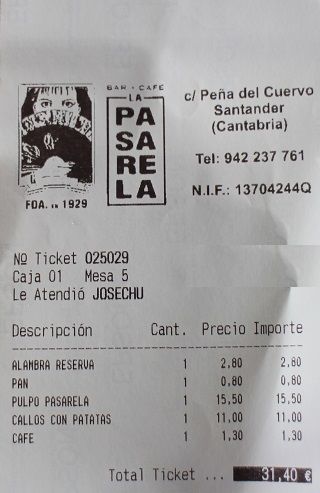 BAR - CAFE
LA
PA
SA
RE
LA
FDA. EN 1929
c/ Peña del Cuervo
Santander
(Cantabria)
Tel: 942 237 761
N.I.F.: 13704244Q
Nº Ticket 025029
Caja 01 Mesa 5
Le Atendió JOSECHU
Descripción Cant. Precio Importe
ALAMBRA RESERVA 1 2,80 2,80
PAN 1 0,80 0,80
PULPO PASARELA 1 15,50 15,50
CALLOS CON PATATAS 1 11,00 11,00
CAFE 1 1,30 1,30
Total Ticket ... 31,40 €